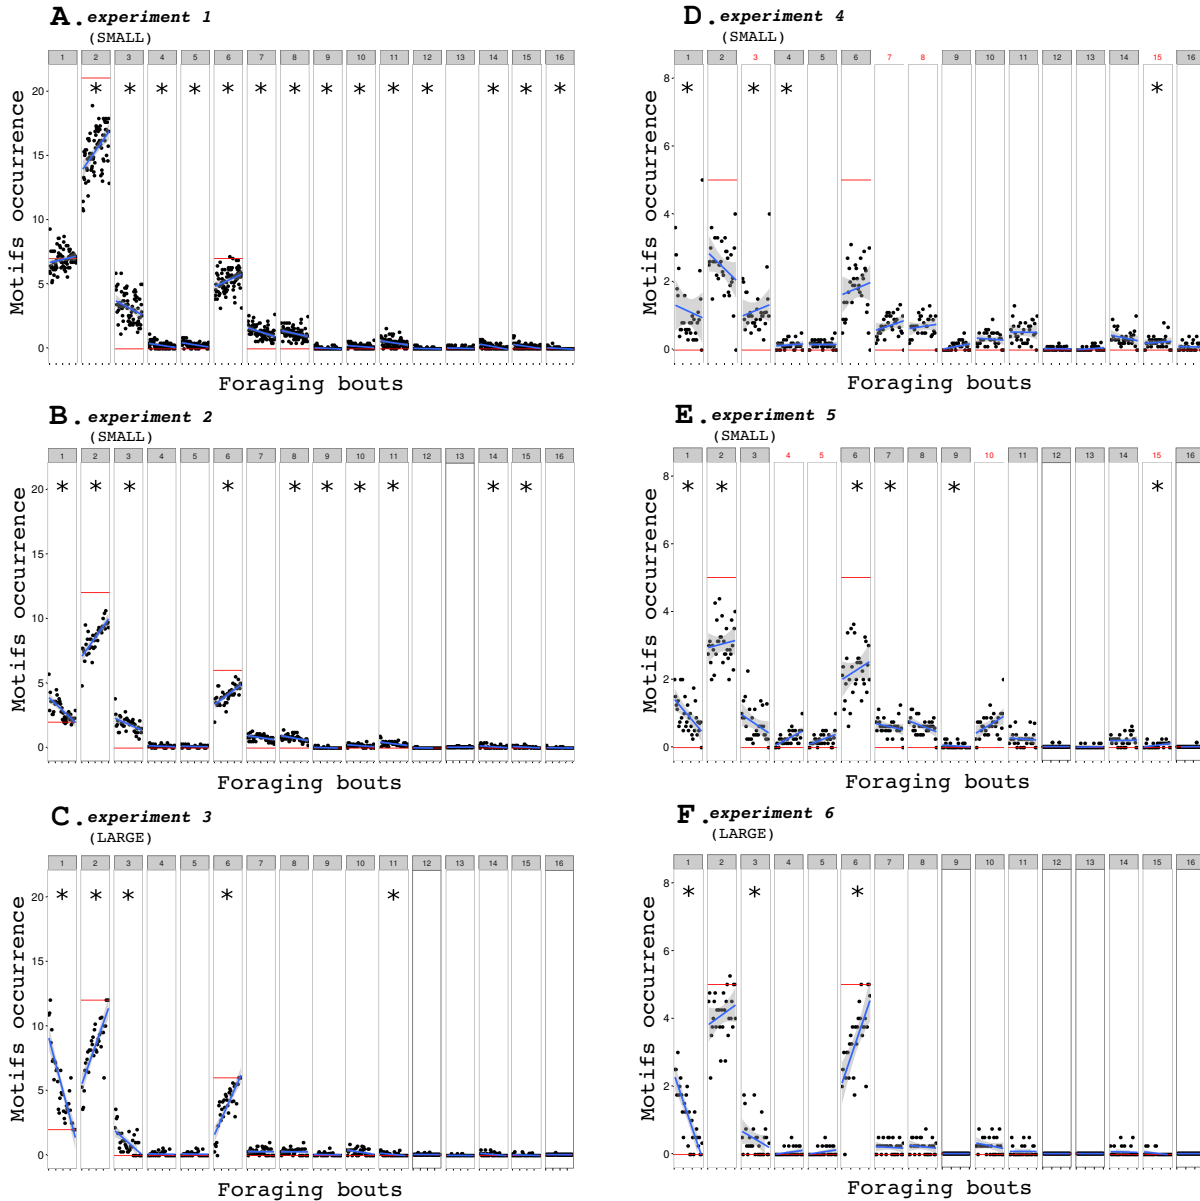 A. experiment 1
(SMALL)
1 2 3 4 5 6 7 8 9 10 11 12 13 14 15 16
* * * * * * * * * * * * * * *
20
15
10
5
0
Motifs occurrence
Foraging bouts
B. experiment 2
(SMALL)
1 2 3 4 5 6 7 8 9 10 11 12 13 14 15 16
* * * * * * * * * *
20
15
10
5
0
Motifs occurrence
Foraging bouts
C. experiment 3
(LARGE)
1 2 3 4 5 6 7 8 9 10 11 12 13 14 15 16
* * * * *
20
15
10
5
0
Motifs occurrence
Foraging bouts
D. experiment 4
(SMALL)
1 2 3 4 5 6 7 8 9 10 11 12 13 14 15 16
* * * *
8
6
4
2
0
Motifs occurrence
Foraging bouts
E. experiment 5
(SMALL)
1 2 3 4 5 6 7 8 9 10 11 12 13 14 15 16
* * * * * *
8
6
4
2
0
Motifs occurrence
Foraging bouts
F. experiment 6
(LARGE)
1 2 3 4 5 6 7 8 9 10 11 12 13 14 15 16
* * *
8
6
4
2
0
Motifs occurrence
Foraging bouts